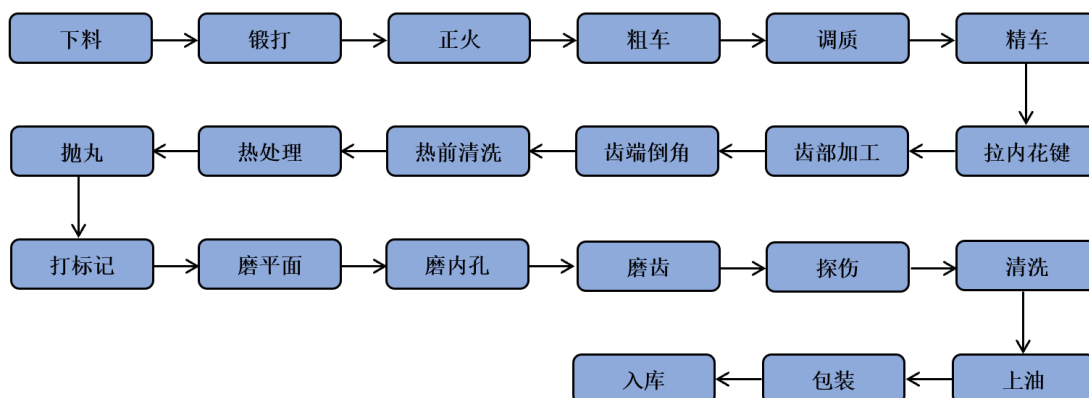 下料 锻打 正火 粗车 调质 精车
抛丸 热处理 热前清洗 齿端倒角 齿部加工 拉内花键
打标记 磨平面 磨内孔 磨齿 探伤 清洗
入库 包装 上油